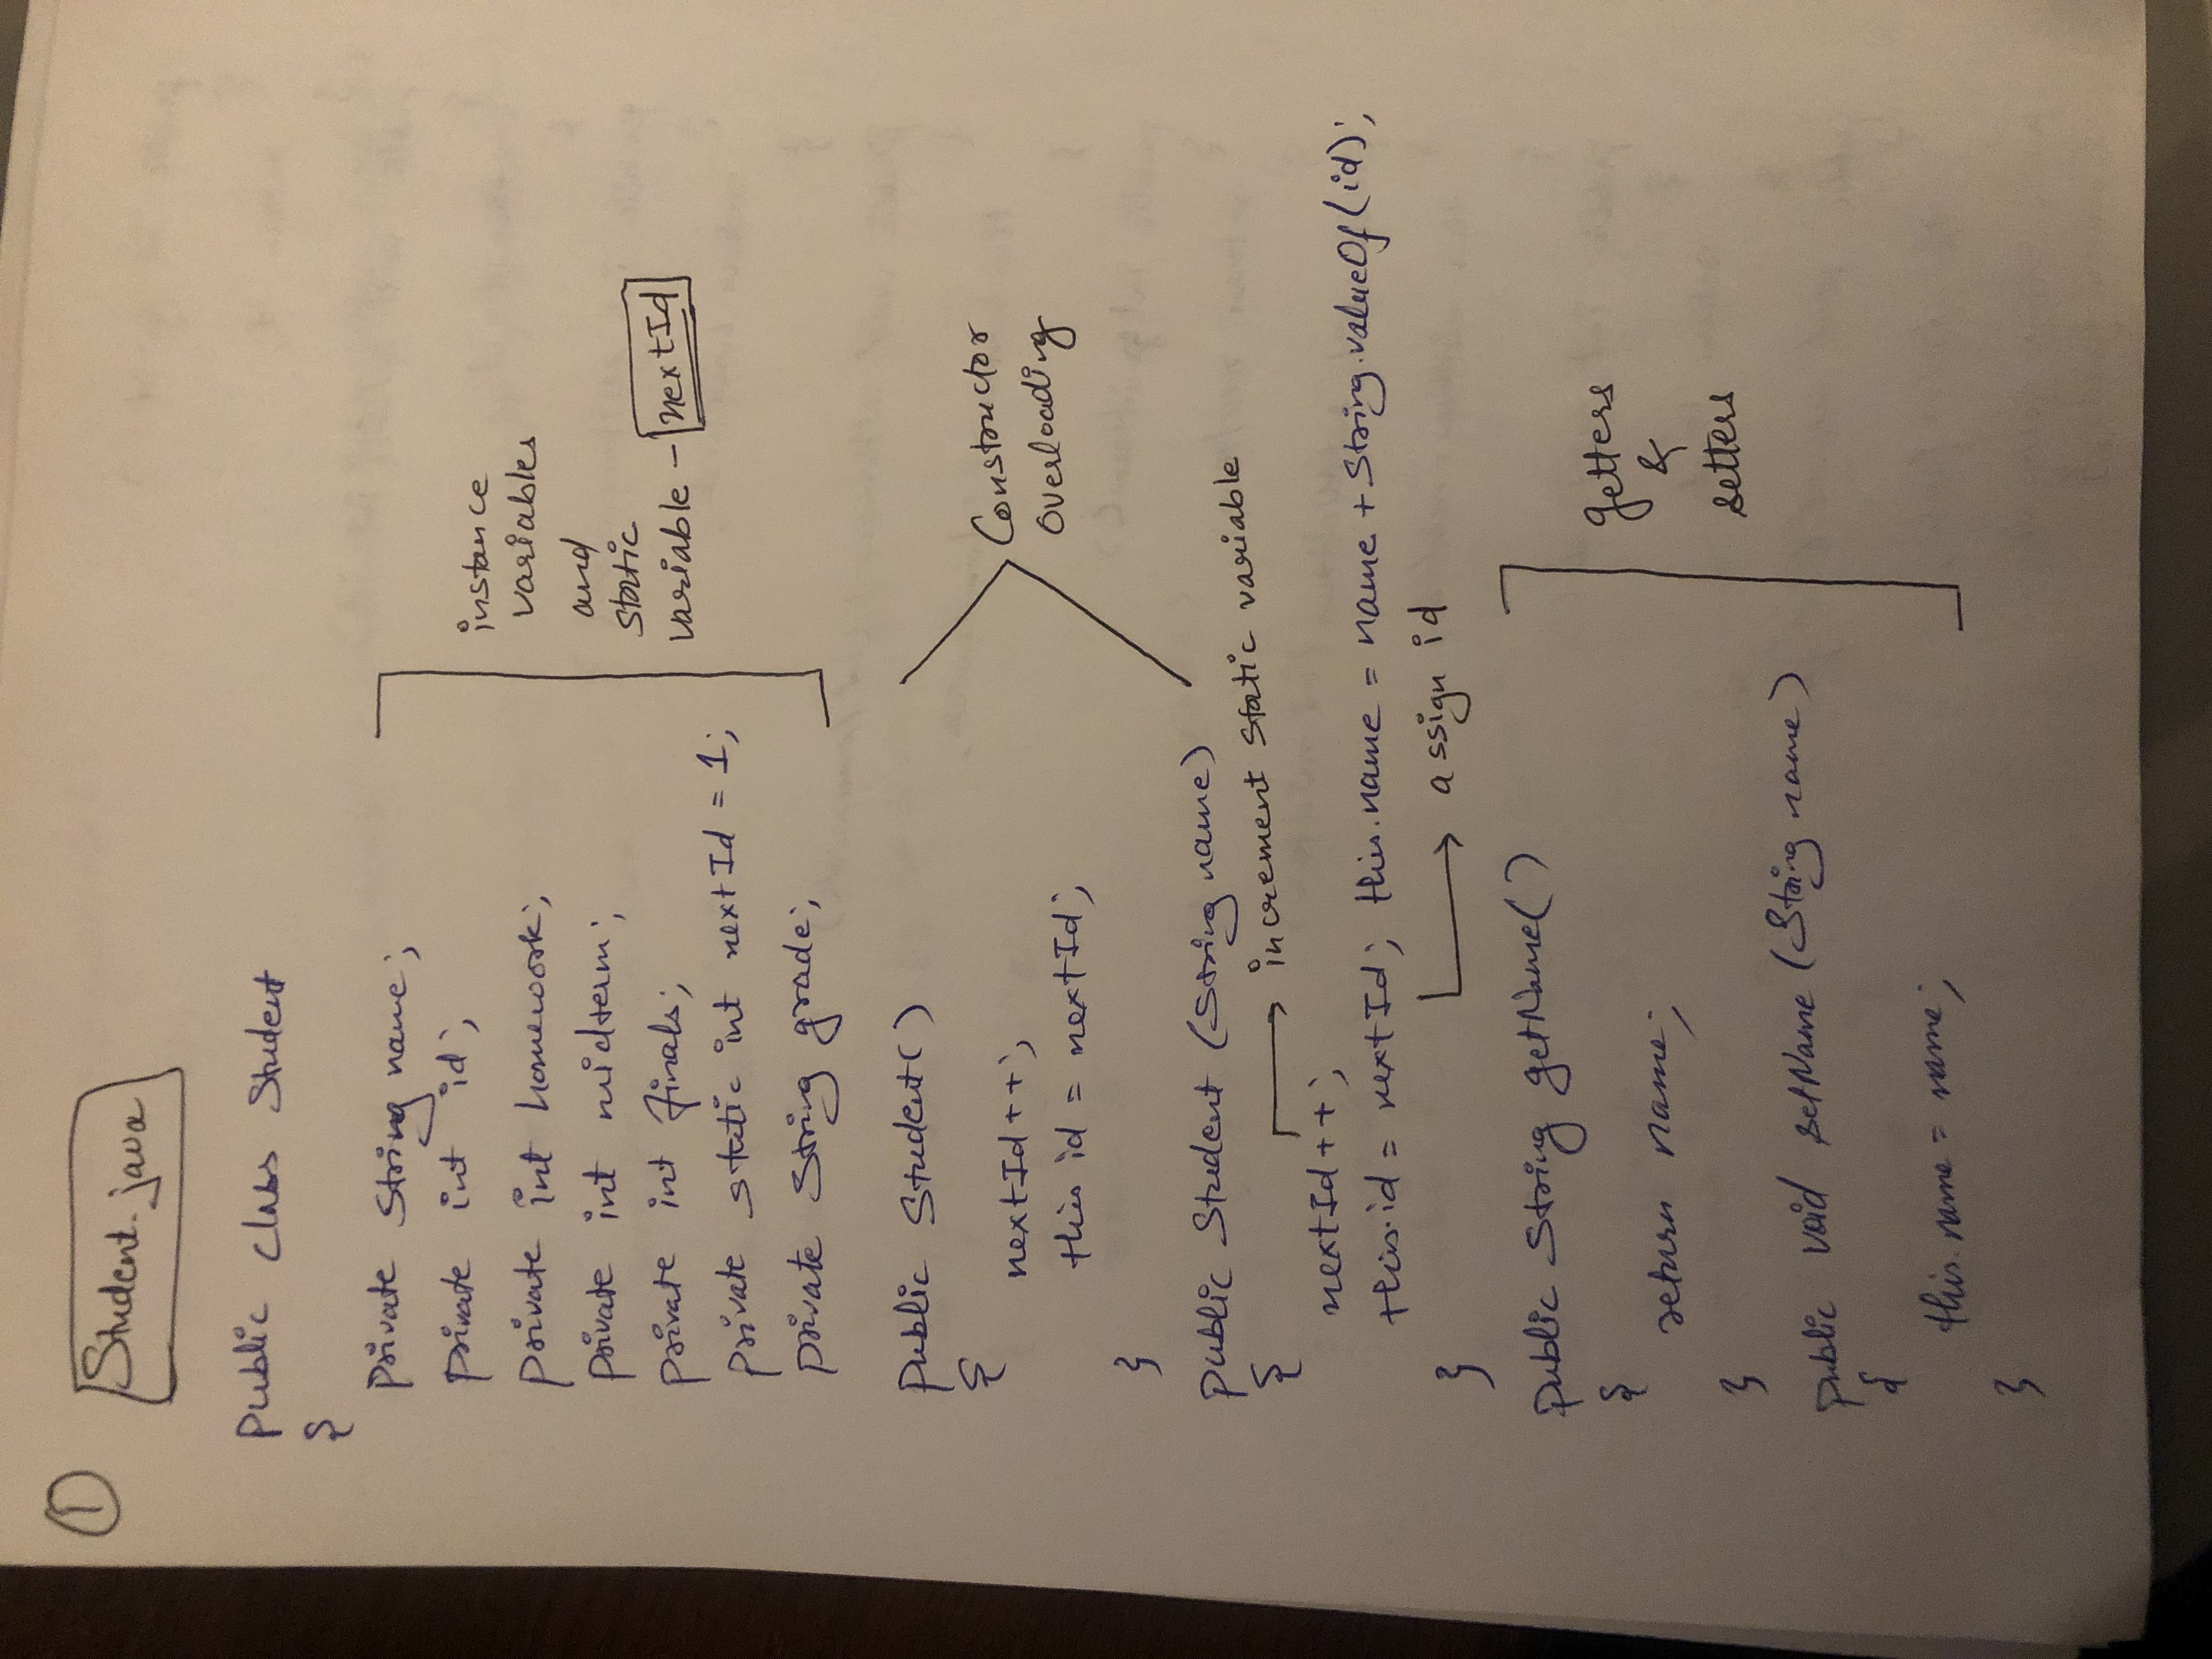 1
Student.java
public class Student
{
private String name;
private int id;
private int homework;
private int midterm;
private int finals;
private static int nextId = 1;
private String grade;
instance
variables
and
static
variable - nextId
public Student()
{
nextId++;
this id = nextId;
}
Constructor
Overloading
public Student (String name)
{
increment static variable
nextId++;
this.id = nextId; this.name = name + String.valueOf(id);
assign id
}
public String getName()
{
return name;
}
public void setName (String name)
{
this.name = name;
}
getters
&
setters